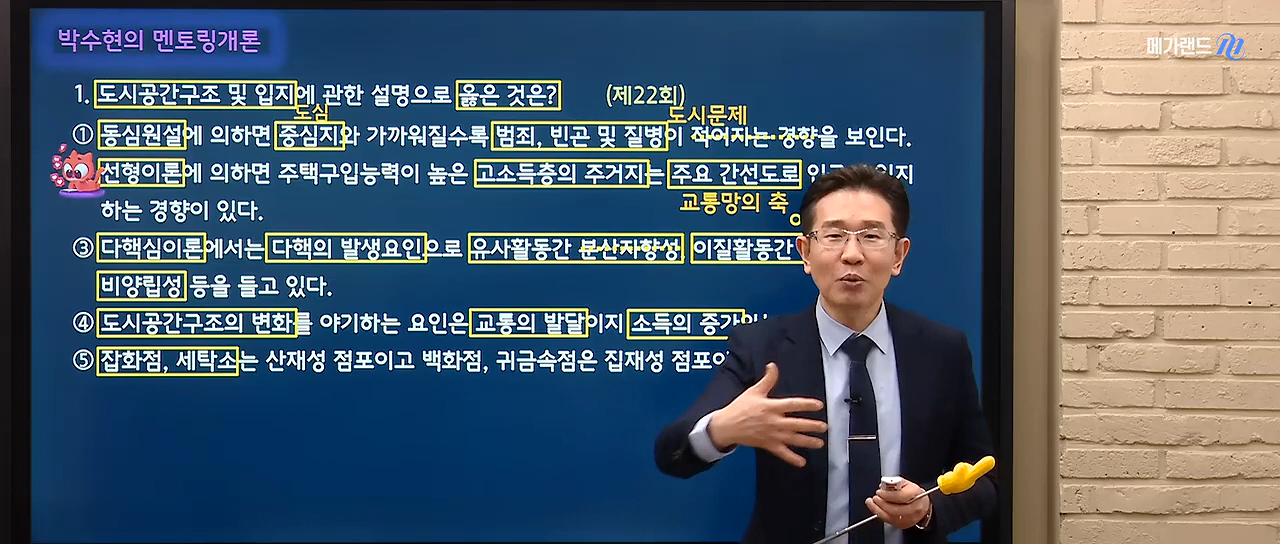 박수현의 멘토링개론
메가랜드
1. 도시공간구조 및 입지에 관한 설명으로 옳은 것은? (제22회)
도심 도시문제
① 동심원설에 의하면 중심지와 가까워질수록 범죄, 빈곤 및 질병이 적어지는 경향을 보인다.
선형이론에 의하면 주택구입능력이 높은 고소득층의 주거지는 주요 간선도로
하는 경향이 있다. 교통망의 축
③ 다핵심이론에서는 다핵의 발생요인으로 유사활동간 분산지향성, 이질활동간
비양립성 등을 들고 있다.
④ 도시공간구조의 변화를 야기하는 요인은 교통의 발달이지 소득의 증가와는
⑤ 잡화점, 세탁소는 산재성 점포이고 백화점, 귀금속점은 집재성 점포이